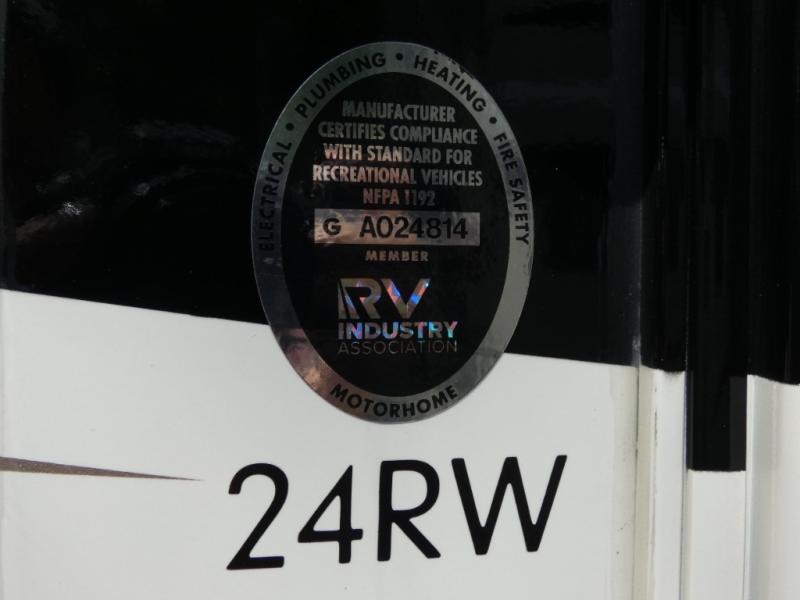 ELECTRICAL • PLUMBING • HEATING • FIRE SAFETY
MANUFACTURER
CERTIFIES COMPLIANCE
WITH STANDARD FOR
RECREATIONAL VEHICLES
NFPA 1192
G A024814
MEMBER
RV
INDUSTRY
ASSOCIATION
MOTORHOME
24RW